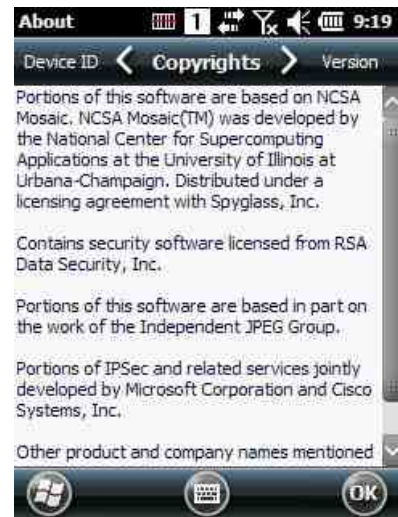 About 1 9:19
Device ID Copyrights Version
Portions of this software are based on NCSA
Mosaic. NCSA Mosaic(TM) was developed by
the National Center for Supercomputing
Applications at the University of Illinois at
Urbana-Champaign. Distributed under a
licensing agreement with Spyglass, Inc.
Contains security software licensed from RSA
Data Security, Inc.
Portions of this software are based in part on
the work of the Independent JPEG Group.
Portions of IPSec and related services jointly
developed by Microsoft Corporation and Cisco
Systems, Inc.
Other product and company names mentioned
OK